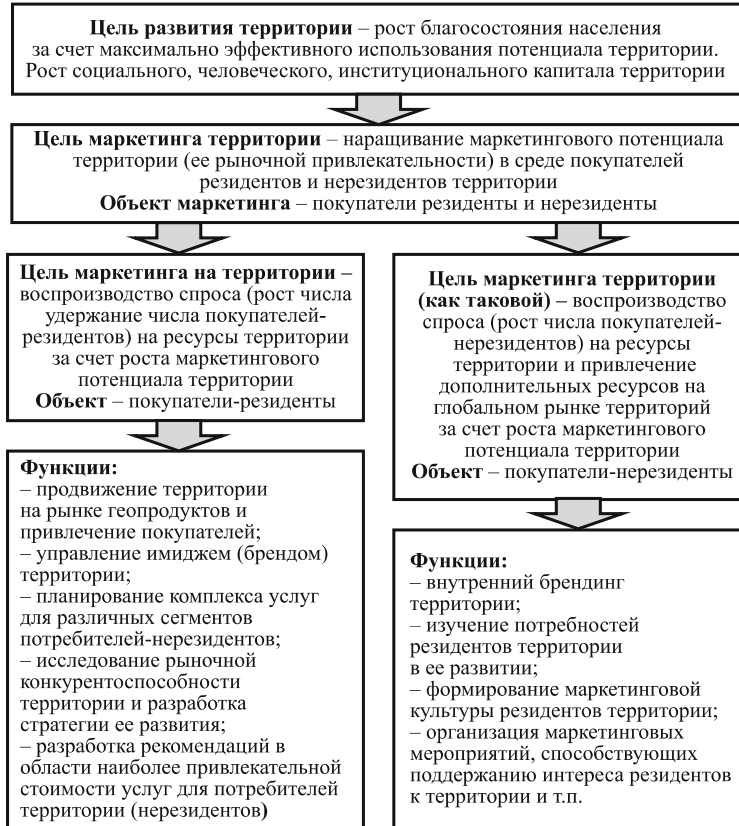 Цель развития территории – рост благосостояния населения
за счет максимально эффективного использования потенциала территории.
Рост социального, человеческого, институционального капитала территории
Цель маркетинга территории – наращивание маркетингового потенциала
территории (ее рыночной привлекательности) в среде покупателей
резидентов и нерезидентов территории
Объект маркетинга – покупатели резиденты и нерезиденты
Цель маркетинга на территории –
воспроизводство спроса (рост числа
удержание числа покупателей-
резидентов) на ресурсы территории
за счет роста маркетингового
потенциала территории
Объект – покупатели-резиденты
Цель маркетинга территории
(как таковой) – воспроизводство
спроса (рост числа покупателей-
нерезидентов) на ресурсы
территории и привлечение
дополнительных ресурсов на
глобальном рынке территорий
за счет роста маркетингового
потенциала территории
Объект – покупатели-нерезиденты
Функции:
– продвижение территории
на рынке геопродуктов и
привлечение покупателей;
– управление имиджем (брендом)
территории;
– планирование комплекса услуг
для различных сегментов
потребителей-нерезидентов;
– исследование рыночной
конкурентоспособности
территории и разработка
стратегии ее развития;
– разработка рекомендаций в
области наиболее привлекательной
стоимости услуг для потребителей
территории (нерезидентов)
Функции:
– внутренний брендинг
территории;
– изучение потребностей
резидентов территории
в ее развитии;
– формирование маркетинговой
культуры резидентов территории;
– организация маркетинговых
мероприятий, способствующих
поддержанию интереса резидентов
к территории и т.п.